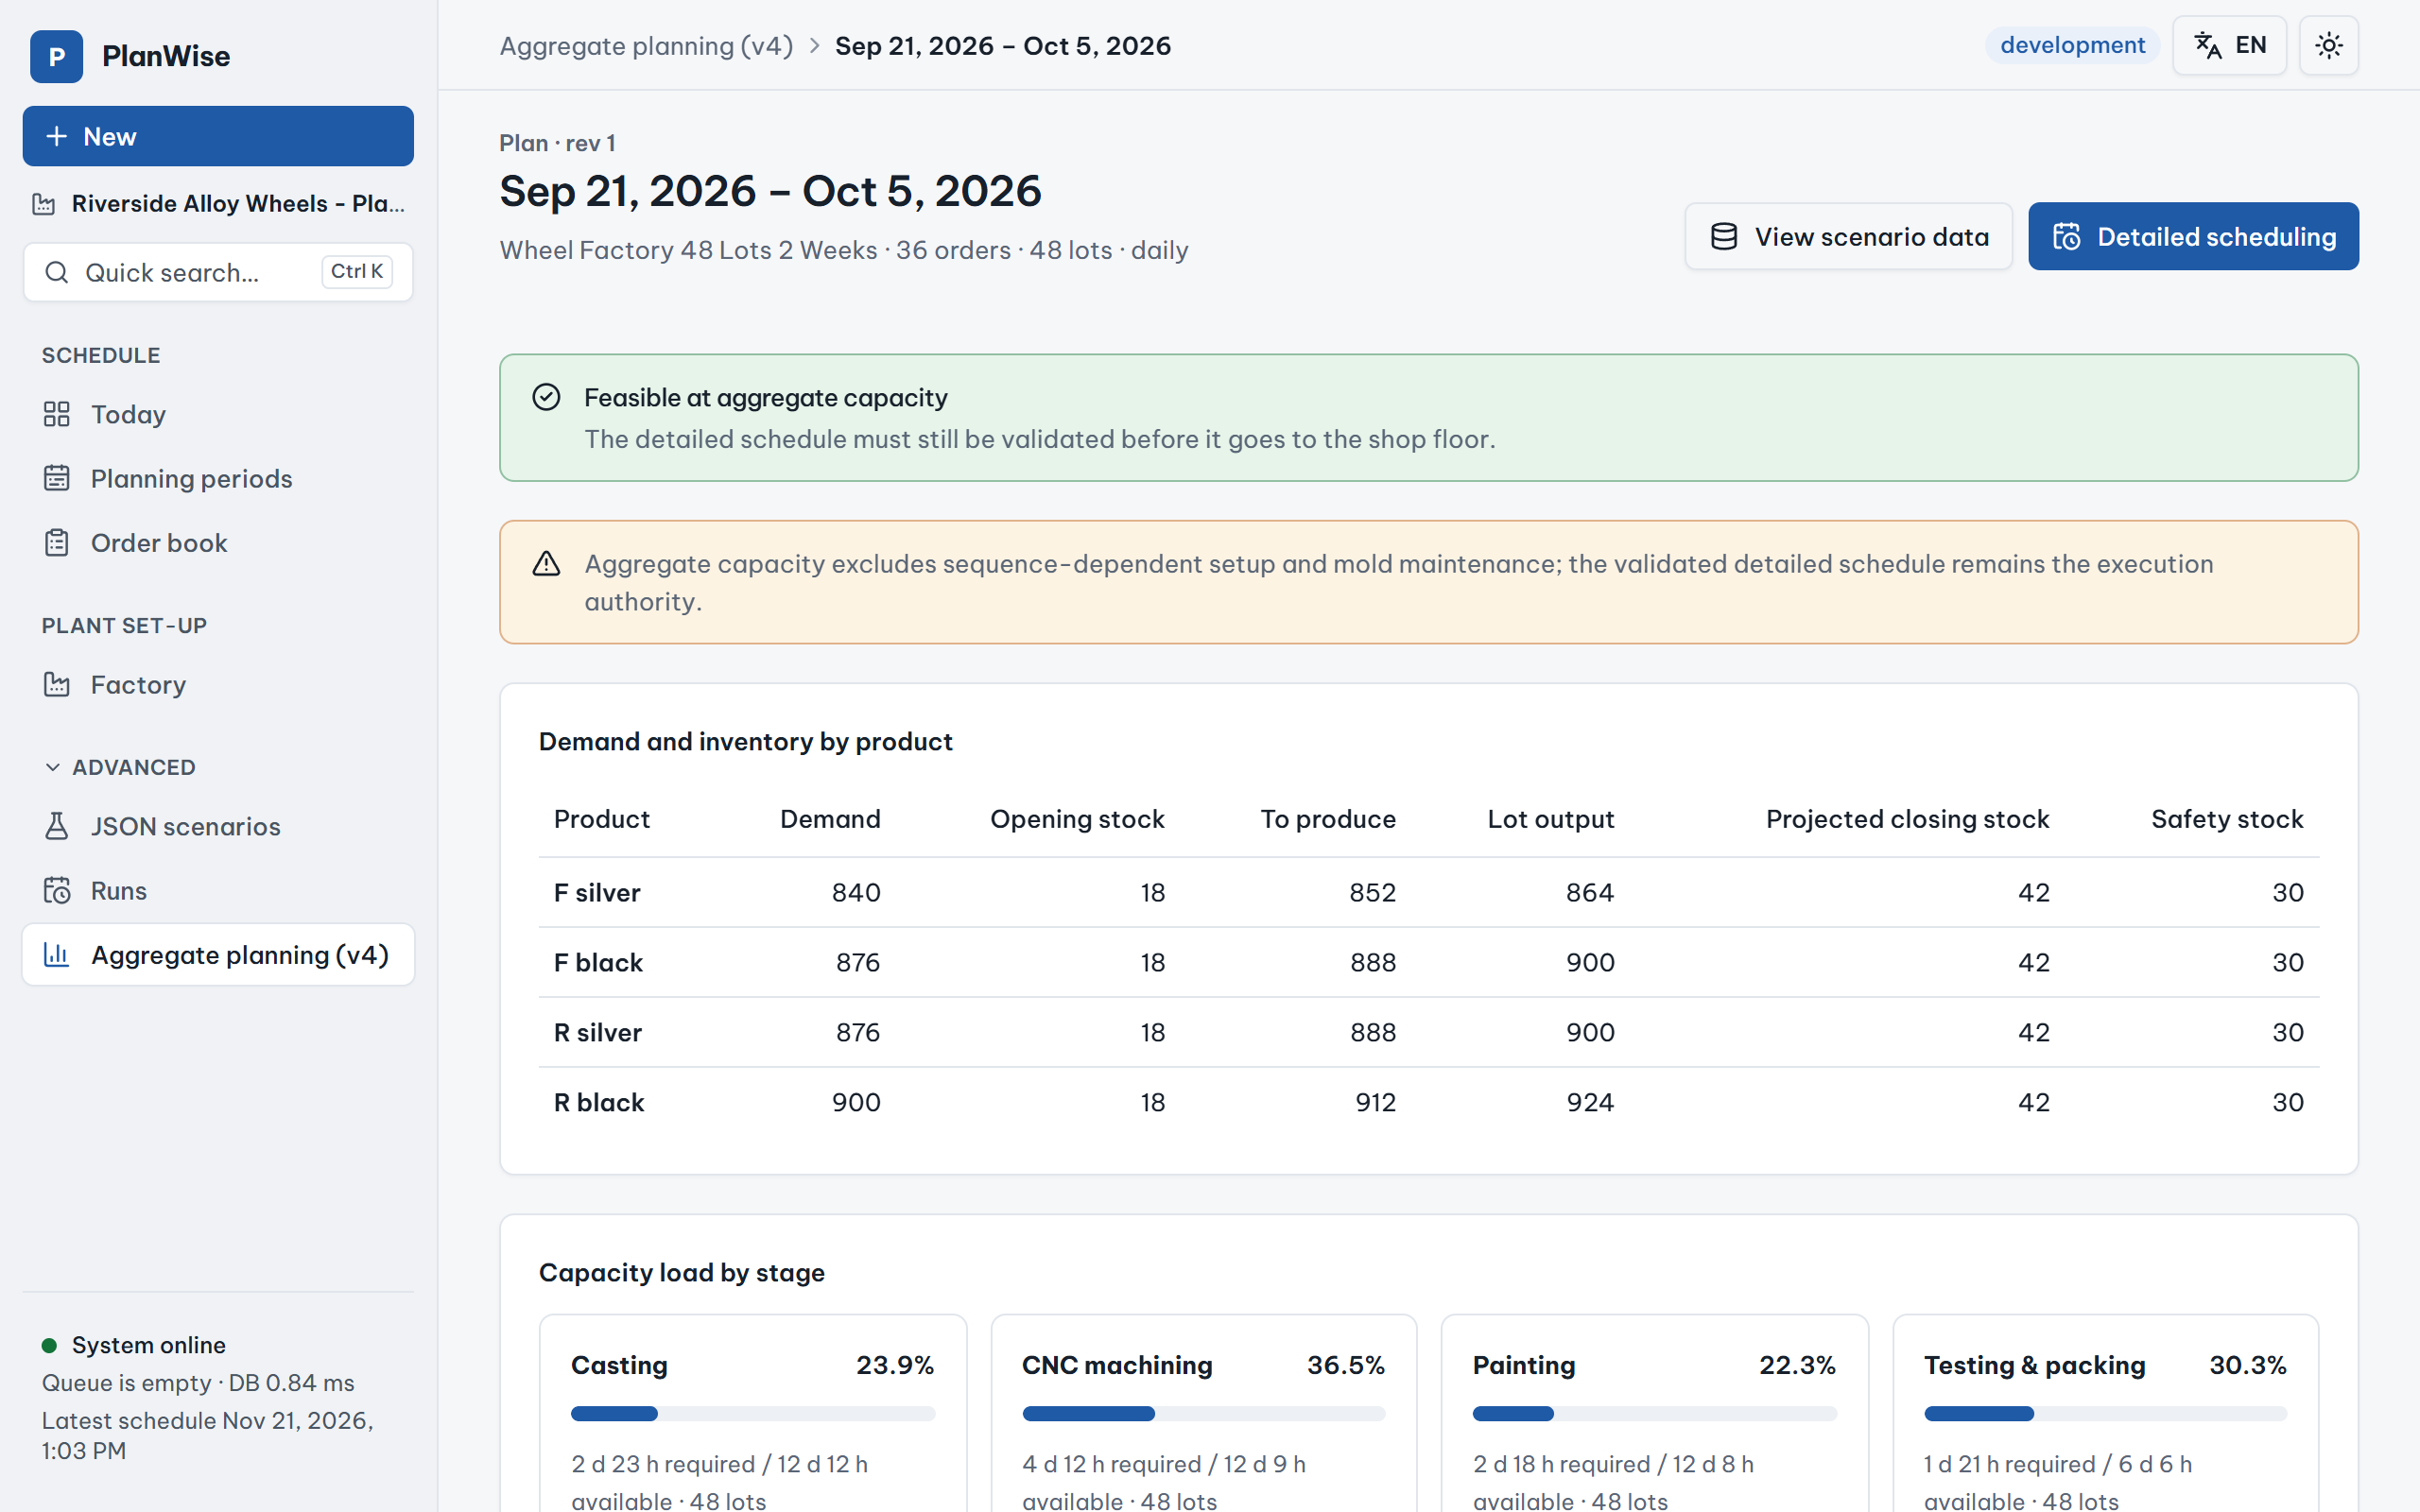 P PlanWise
New
Riverside Alloy Wheels - Pla...
Quick search... Ctrl K
SCHEDULE
Today
Planning periods
Order book
PLANT SET-UP
Factory
ADVANCED
JSON scenarios
Runs
Aggregate planning (v4)
System online
Queue is empty · DB 0.84 ms
Latest schedule Nov 21, 2026,
1:03 PM
Aggregate planning (v4) > Sep 21, 2026 – Oct 5, 2026
development EN
Plan · rev 1
Sep 21, 2026 – Oct 5, 2026
Wheel Factory 48 Lots 2 Weeks · 36 orders · 48 lots · daily
View scenario data Detailed scheduling
Feasible at aggregate capacity
The detailed schedule must still be validated before it goes to the shop floor.
Aggregate capacity excludes sequence-dependent setup and mold maintenance; the validated detailed schedule remains the execution
authority.
Demand and inventory by product
Product Demand Opening stock To produce Lot output Projected closing stock Safety stock
F silver 840 18 852 864 42 30
F black 876 18 888 900 42 30
R silver 876 18 888 900 42 30
R black 900 18 912 924 42 30
Capacity load by stage
Casting 23.9%
2 d 23 h required / 12 d 12 h
available · 48 lots
CNC machining 36.5%
4 d 12 h required / 12 d 9 h
available · 48 lots
Painting 22.3%
2 d 18 h required / 12 d 8 h
available · 48 lots
Testing & packing 30.3%
1 d 21 h required / 6 d 6 h
available · 48 lots